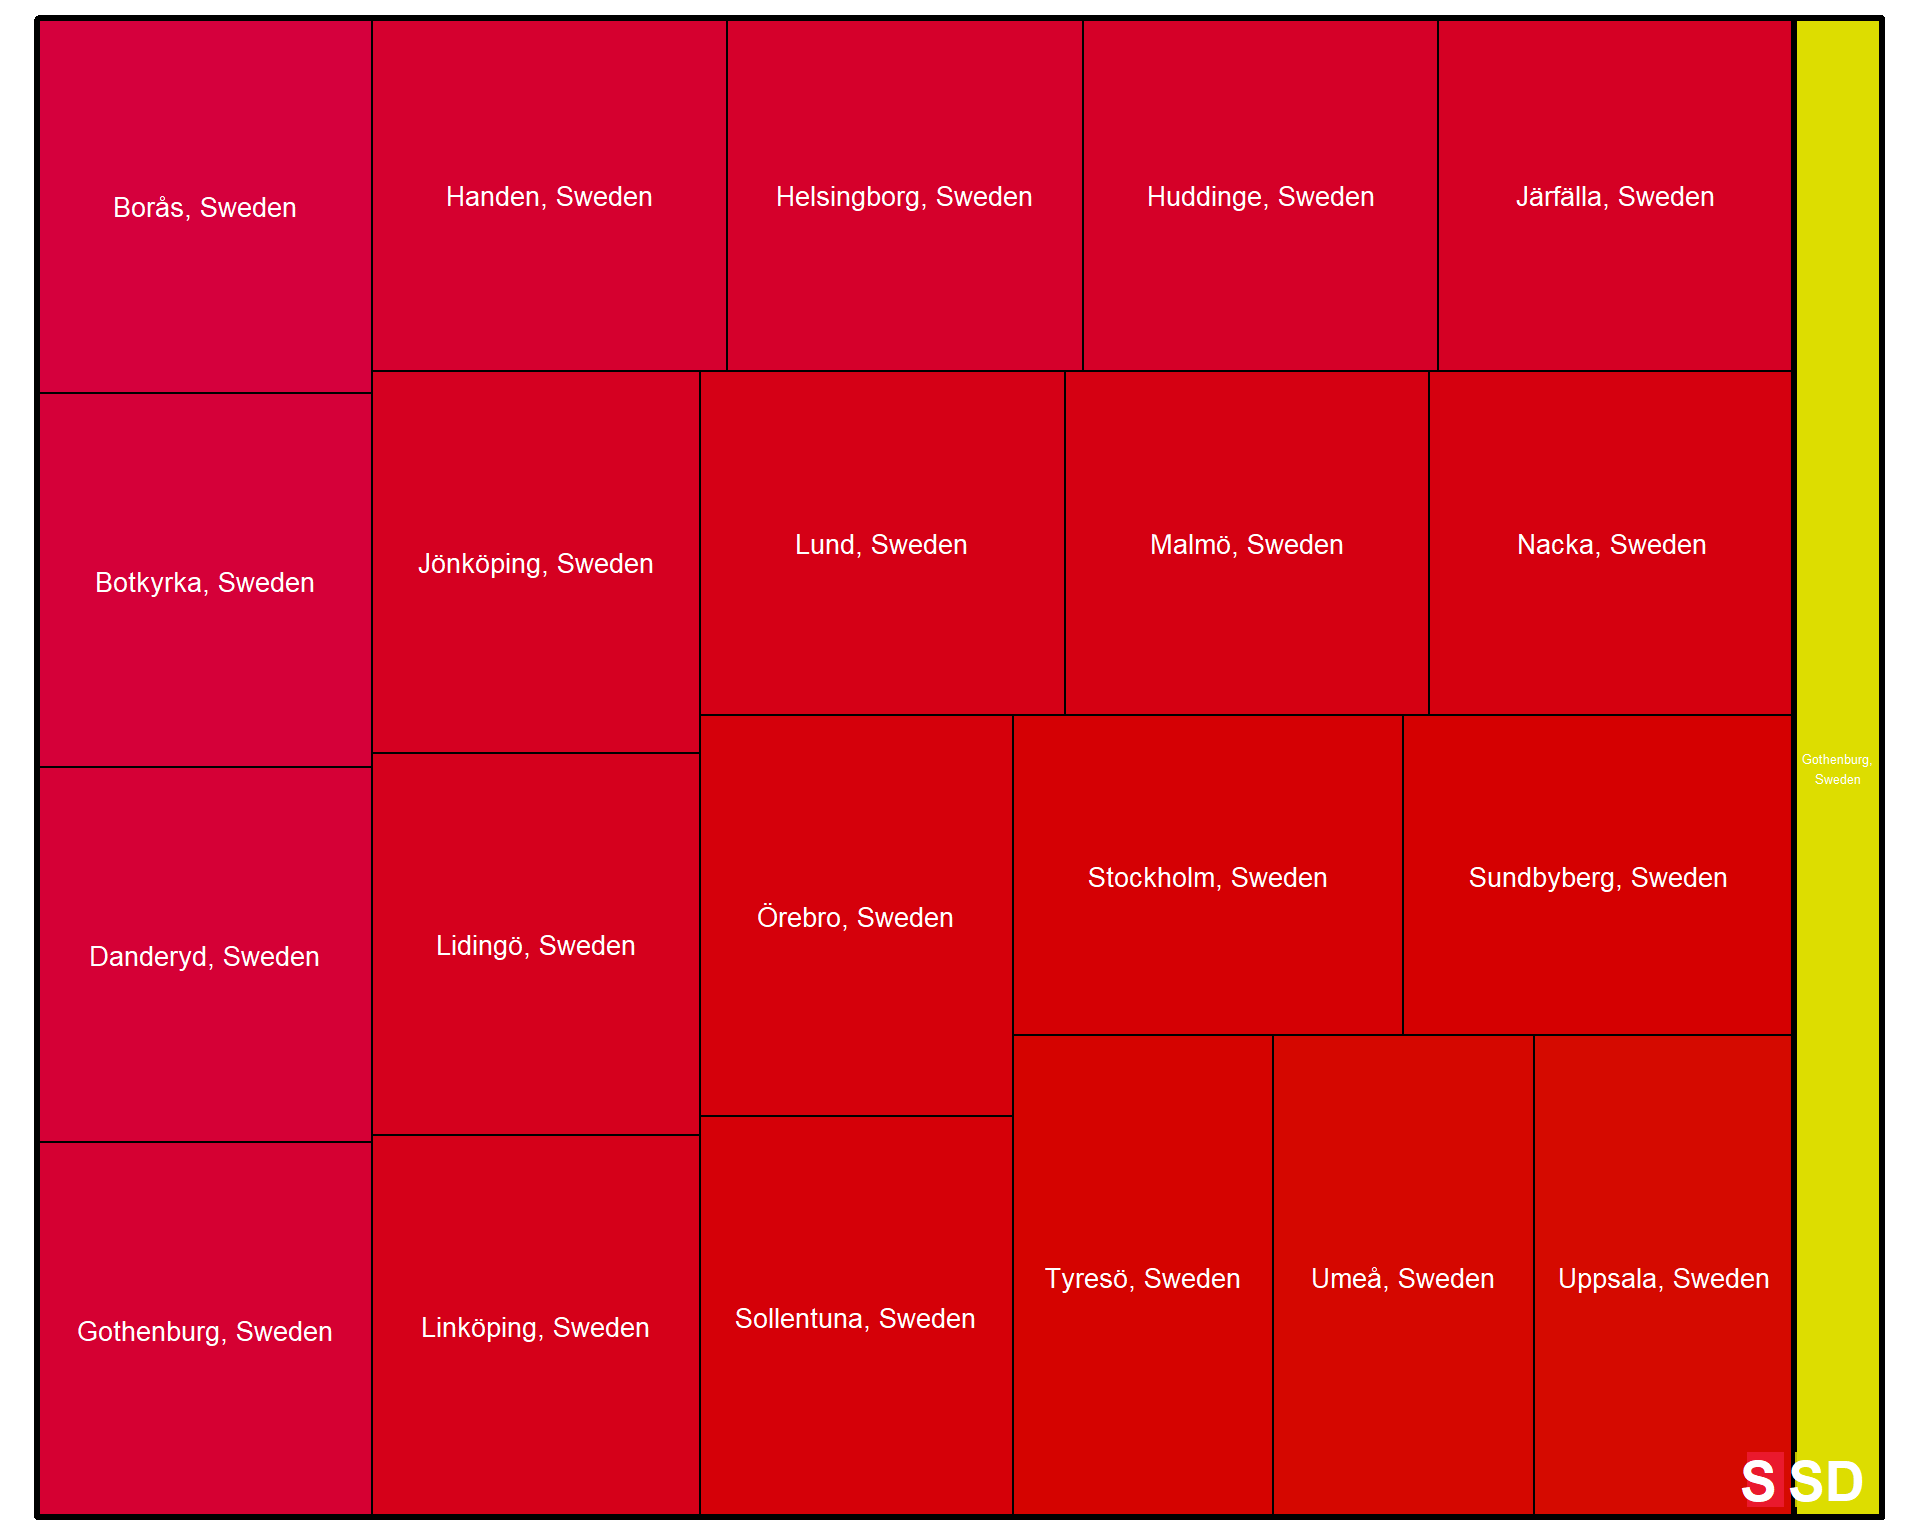 Borås, Sweden
Handen, Sweden
Helsingborg, Sweden
Huddinge, Sweden
Järfälla, Sweden
Botkyrka, Sweden
Jönköping, Sweden
Lund, Sweden
Malmö, Sweden
Nacka, Sweden
Gothenburg,
Sweden
Danderyd, Sweden
Lidingö, Sweden
Örebro, Sweden
Stockholm, Sweden
Sundbyberg, Sweden
Gothenburg, Sweden
Linköping, Sweden
Sollentuna, Sweden
Tyresö, Sweden
Umeå, Sweden
Uppsala, Sweden
S SD